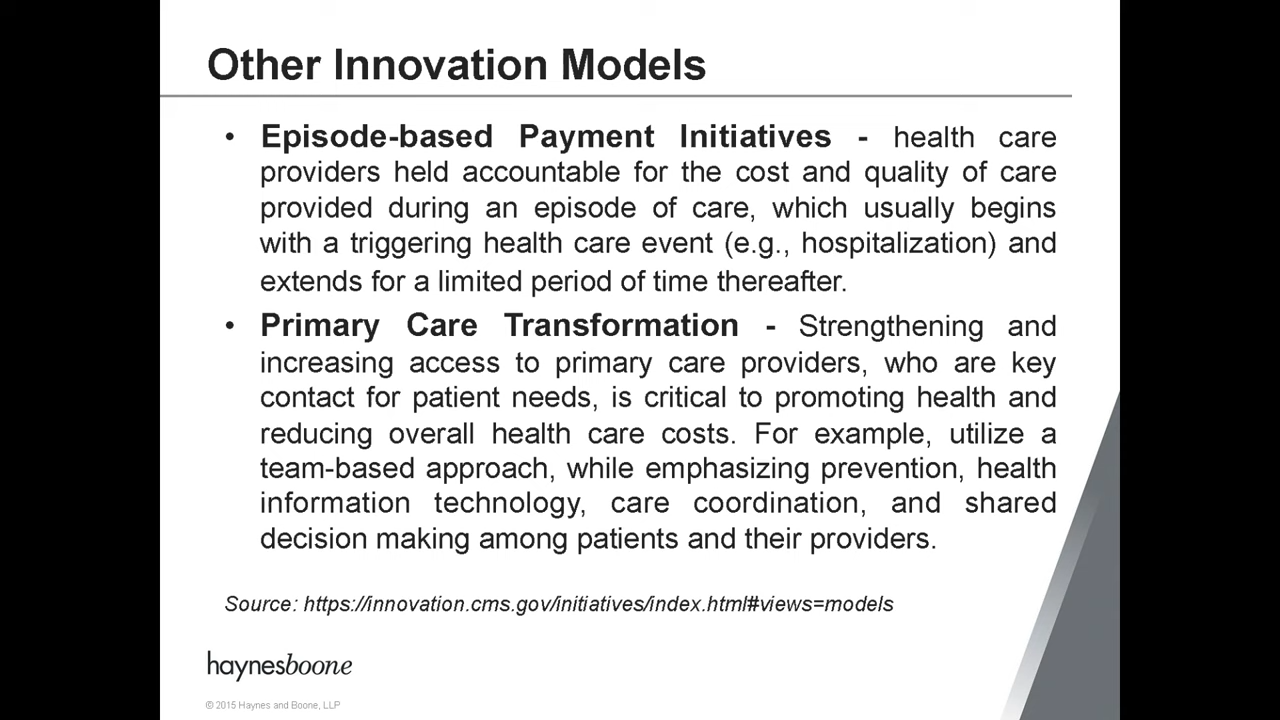 Other Innovation Models
• Episode-based Payment Initiatives - health care
providers held accountable for the cost and quality of care
provided during an episode of care, which usually begins
with a triggering health care event (e.g., hospitalization) and
extends for a limited period of time thereafter.
• Primary Care Transformation - Strengthening and
increasing access to primary care providers, who are key
contact for patient needs, is critical to promoting health and
reducing overall health care costs. For example, utilize a
team-based approach, while emphasizing prevention, health
information technology, care coordination, and shared
decision making among patients and their providers.
Source: https://innovation.cms.gov/initiatives/index.html#views=models
haynesboone
© 2015 Haynes and Boone, LLP